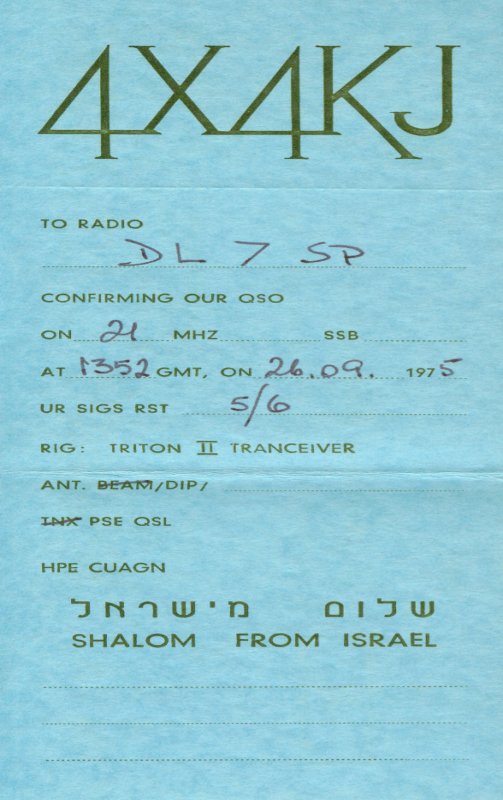 4X4KJ
TO RADIO
DL 7 SP
CONFIRMING OUR QSO
ON 21 MHZ SSB
AT 1352 GMT, ON 26.09. 1975
UR SIGS RST 5/6
RIG: TRITON II TRANCEIVER
ANT. BEAM/DIP/
TNX PSE QSL
HPE CUAGN
שלום מישראל
SHALOM FROM ISRAEL